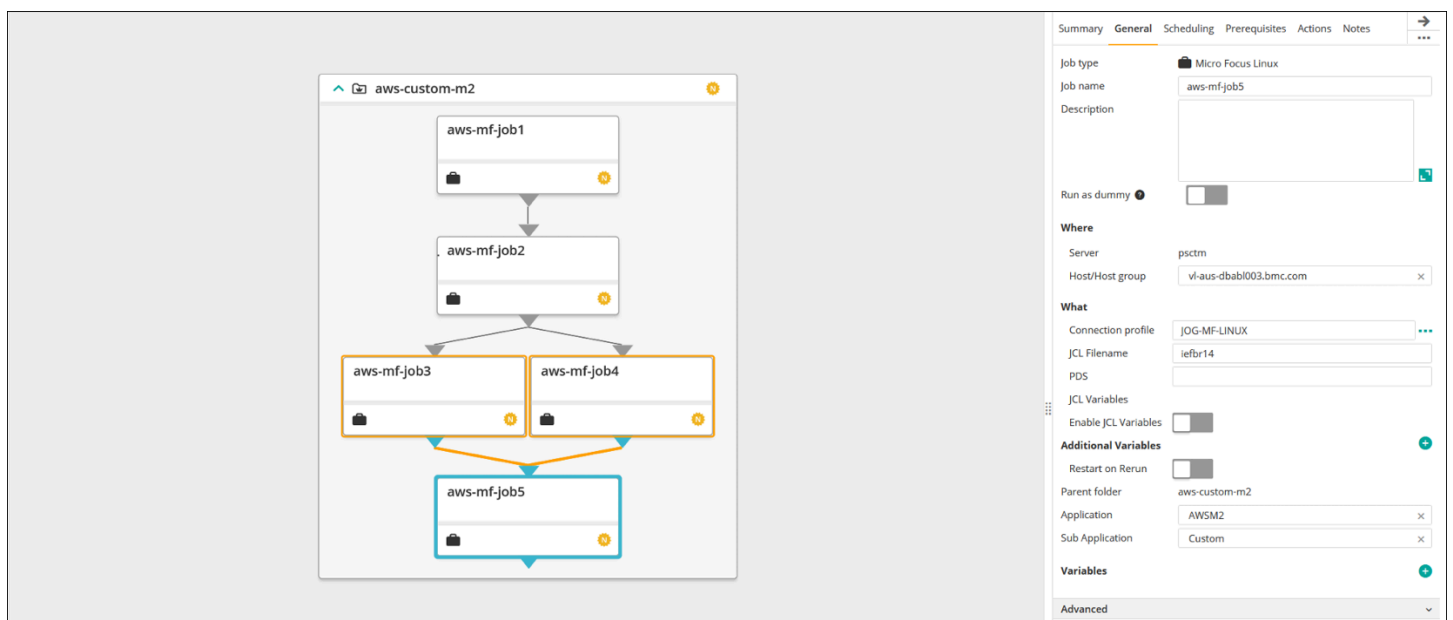 aws-custom-m2
N
aws-mf-job1
N
aws-mf-job2
N
aws-mf-job3
aws-mf-job4
N
N
aws-mf-job5
N
Summary General Scheduling Prerequisites Actions Notes
Job type Micro Focus Linux
Job name aws-mf-job5
Description
Run as dummy ?
Where
Server psctm
Host/Host group vl-aus-dbabl003.bmc.com ×
What
Connection profile JOG-MF-LINUX
JCL Filename iefbr14
PDS
JCL Variables
Enable JCL Variables
Additional Variables
Restart on Rerun
Parent folder aws-custom-m2
Application AWSM2 ×
Sub Application Custom ×
Variables
Advanced